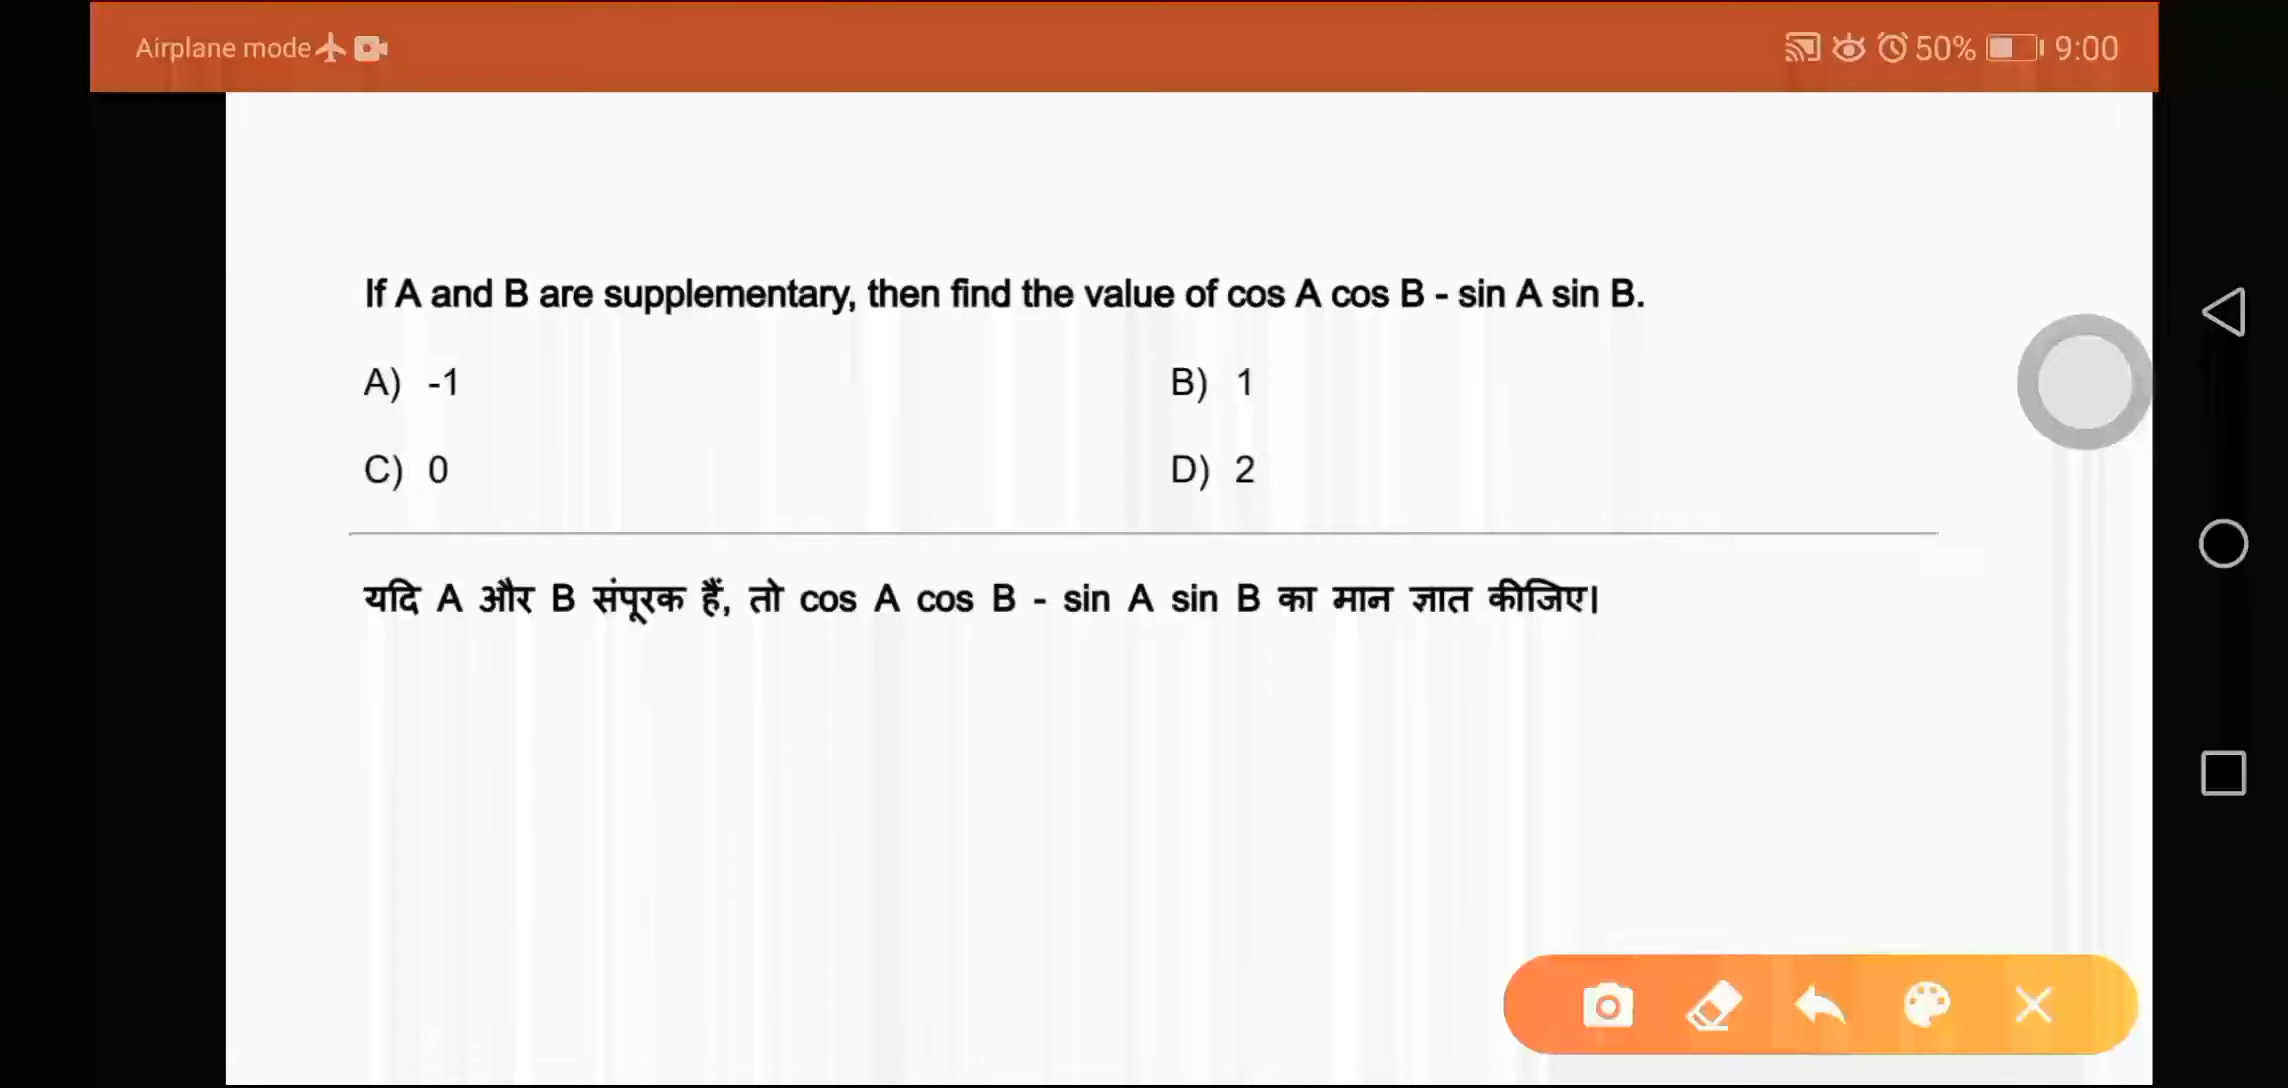 Airplane mode 50% 9:00
If A and B are supplementary, then find the value of cos A cos B - sin A sin B.
A) -1 B) 1
C) 0 D) 2
यदि A और B संपूरक हैं, तो cos A cos B - sin A sin B का मान ज्ञात कीजिए।